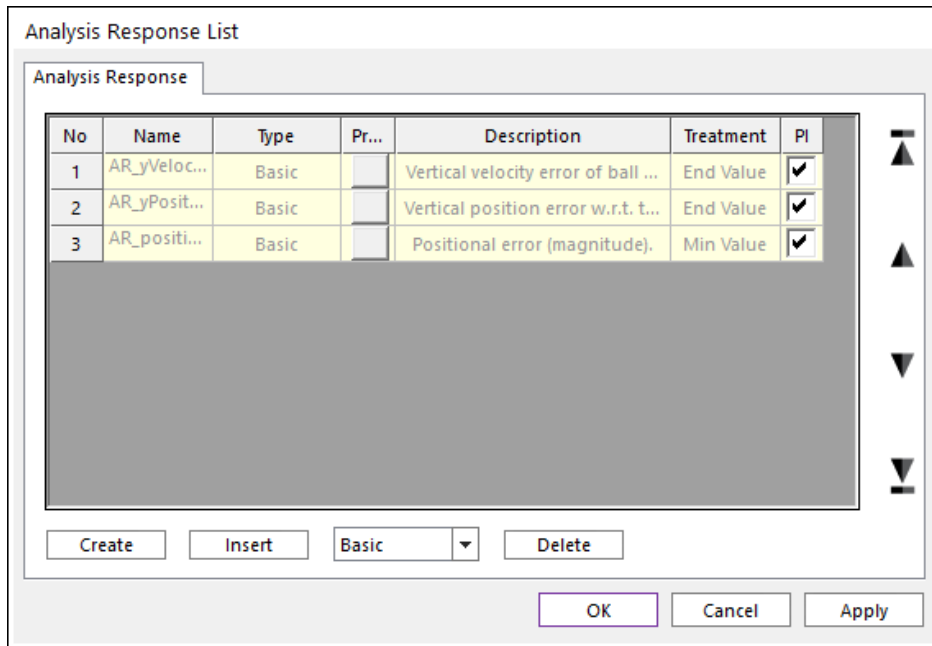 Analysis Response List
Analysis Response
No Name Type Pr... Description Treatment PI
1 AR_yVeloc... Basic Vertical velocity error of ball ... End Value
2 AR_yPosit... Basic Vertical position error w.r.t. t... End Value
3 AR_positi... Basic Positional error (magnitude). Min Value
Create Insert Basic Delete
OK Cancel Apply